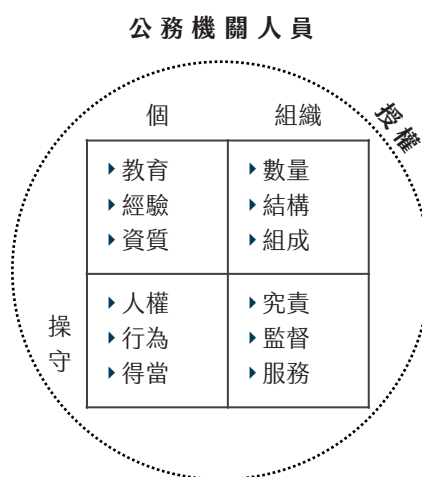 公務機關人員
授權
個 組織
教育
經驗
資質
數量
結構
組成
操守
人權
行為
得當
究責
監督
服務